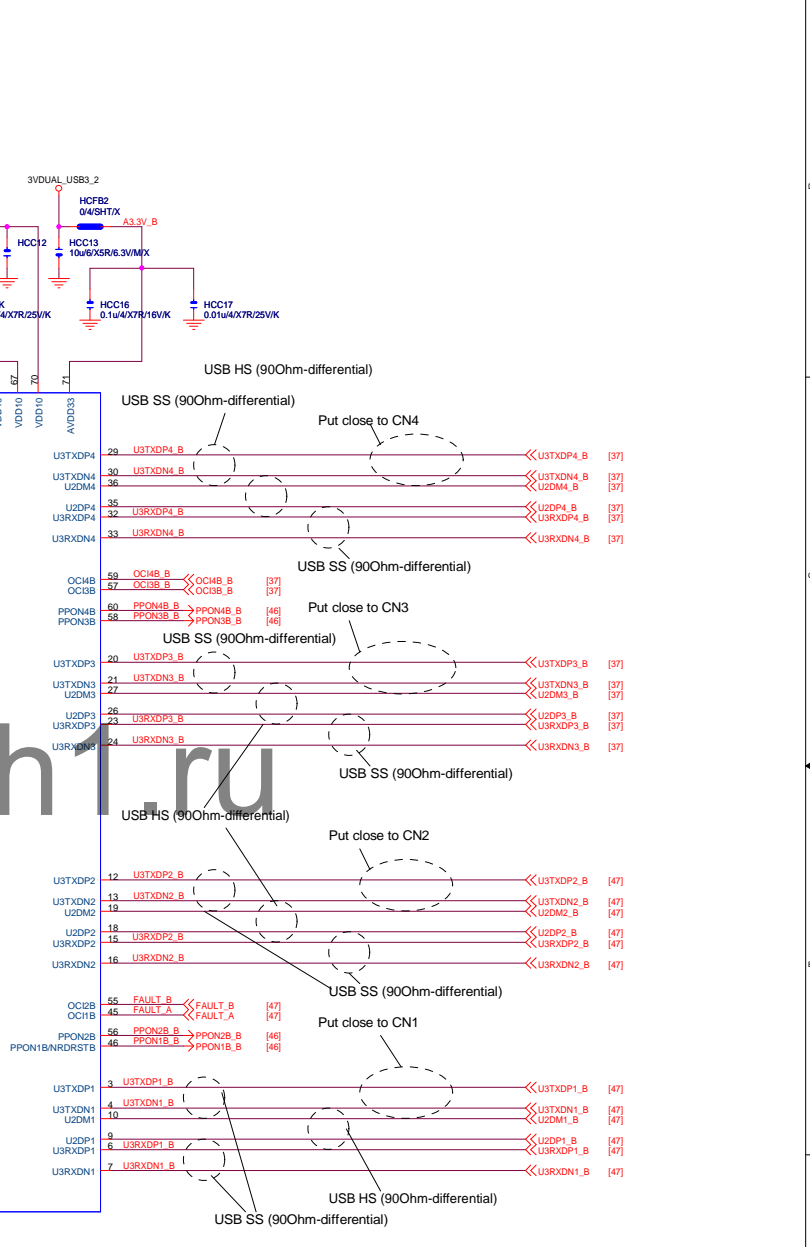 3VDUAL_USB3_2
HCFB2
0/4/SHT/X
A3.3V_B
HCC12
HCC13
10u/6/X5R/6.3V/M/X
K
4/X7R/25V/K
HCC16
0.1u/4/X7R/16V/K
HCC17
0.01u/4/X7R/25V/K
67
70
71
VDD10
VDD10
AVDD33
USB HS (90Ohm-differential)
USB SS (90Ohm-differential)
Put close to CN4
U3TXDP4 29 U3TXDP4_B U3TXDP4_B [37]
U3TXDN4 30 U3TXDN4_B U3TXDN4_B [37]
U2DM4 36 U2DM4_B [37]
U2DP4 35 U2DP4_B [37]
U3RXDP4 32 U3RXDP4_B U3RXDP4_B [37]
U3RXDN4 33 U3RXDN4_B U3RXDN4_B [37]
USB SS (90Ohm-differential)
OCI4B 59 OCI4B_B OCI4B_B [37]
OCI3B 57 OCI3B_B OCI3B_B [37]
PPON4B 60 PPON4B_B PPON4B_B [46]
PPON3B 58 PPON3B_B PPON3B_B [46]
Put close to CN3
USB SS (90Ohm-differential)
U3TXDP3 20 U3TXDP3_B U3TXDP3_B [37]
U3TXDN3 21 U3TXDN3_B U3TXDN3_B [37]
U2DM3 27 U2DM3_B [37]
U2DP3 26 U2DP3_B [37]
U3RXDP3 23 U3RXDP3_B U3RXDP3_B [37]
U3RXDN3 24 U3RXDN3_B U3RXDN3_B [37]
h1.ru
USB SS (90Ohm-differential)
USB HS (90Ohm-differential)
Put close to CN2
U3TXDP2 12 U3TXDP2_B U3TXDP2_B [47]
U3TXDN2 13 U3TXDN2_B U3TXDN2_B [47]
U2DM2 19 U2DM2_B [47]
U2DP2 18 U2DP2_B [47]
U3RXDP2 15 U3RXDP2_B U3RXDP2_B [47]
U3RXDN2 16 U3RXDN2_B U3RXDN2_B [47]
USB SS (90Ohm-differential)
OCI2B 55 FAULT_B FAULT_B [47]
OCI1B 45 FAULT_A FAULT_A [47]
Put close to CN1
PPON2B 56 PPON2B_B PPON2B_B [46]
PPON1B/NRDRSTB 46 PPON1B_B PPON1B_B [46]
U3TXDP1 3 U3TXDP1_B U3TXDP1_B [47]
U3TXDN1 4 U3TXDN1_B U3TXDN1_B [47]
U2DM1 10 U2DM1_B [47]
U2DP1 9 U2DP1_B [47]
U3RXDP1 6 U3RXDP1_B U3RXDP1_B [47]
U3RXDN1 7 U3RXDN1_B U3RXDN1_B [47]
USB HS (90Ohm-differential)
USB SS (90Ohm-differential)